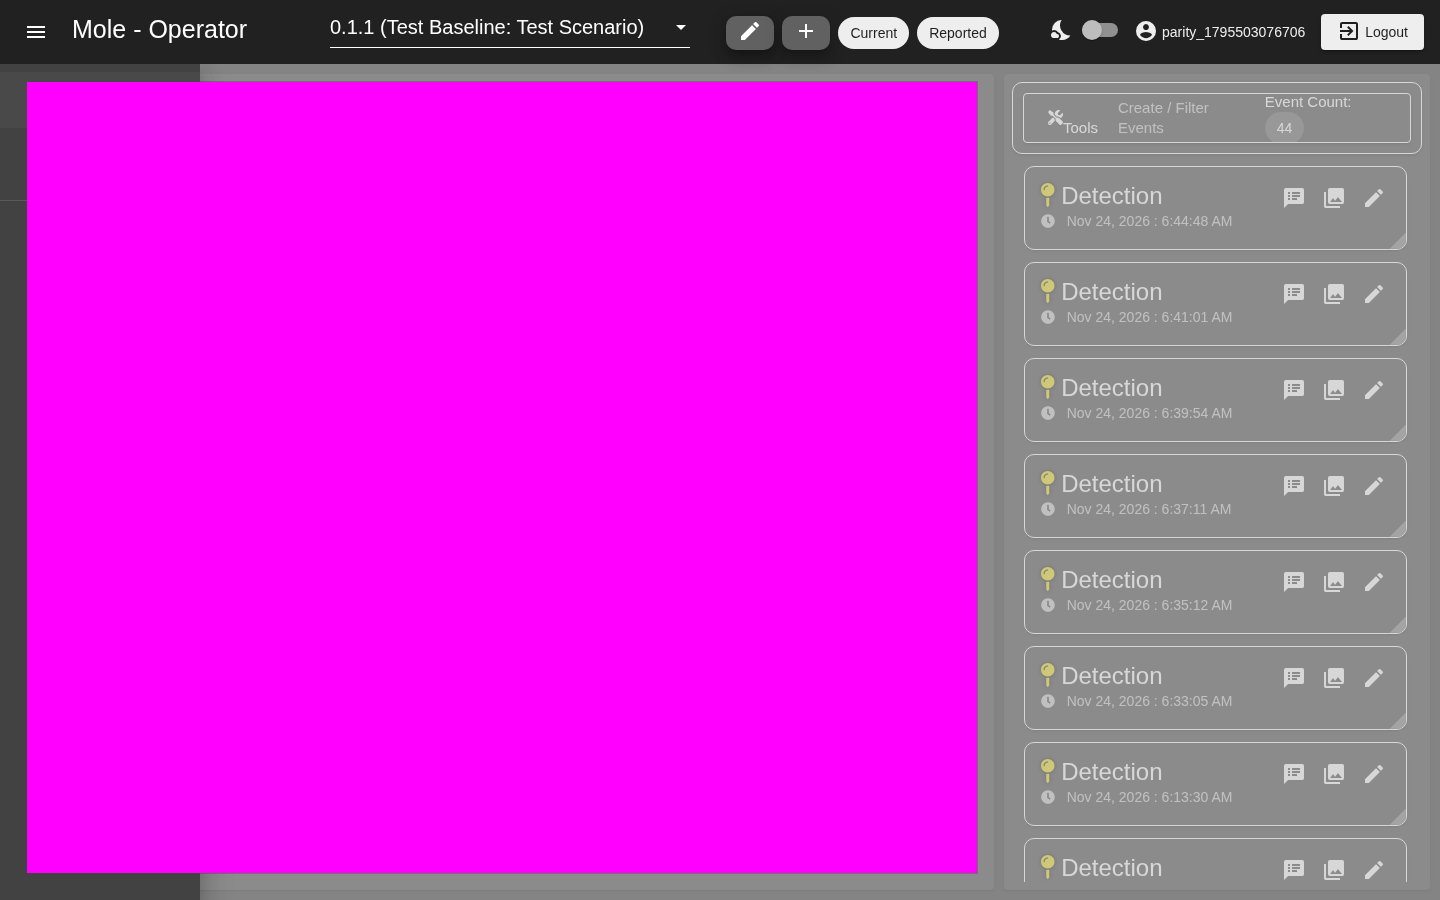 Mole - Operator
0.1.1 (Test Baseline: Test Scenario)
Current
Reported
parity_1795503076706
Logout
Tools
Create / Filter
Events
Event Count:
44
Detection
Nov 24, 2026 : 6:44:48 AM
Detection
Nov 24, 2026 : 6:41:01 AM
Detection
Nov 24, 2026 : 6:39:54 AM
Detection
Nov 24, 2026 : 6:37:11 AM
Detection
Nov 24, 2026 : 6:35:12 AM
Detection
Nov 24, 2026 : 6:33:05 AM
Detection
Nov 24, 2026 : 6:13:30 AM
Detection